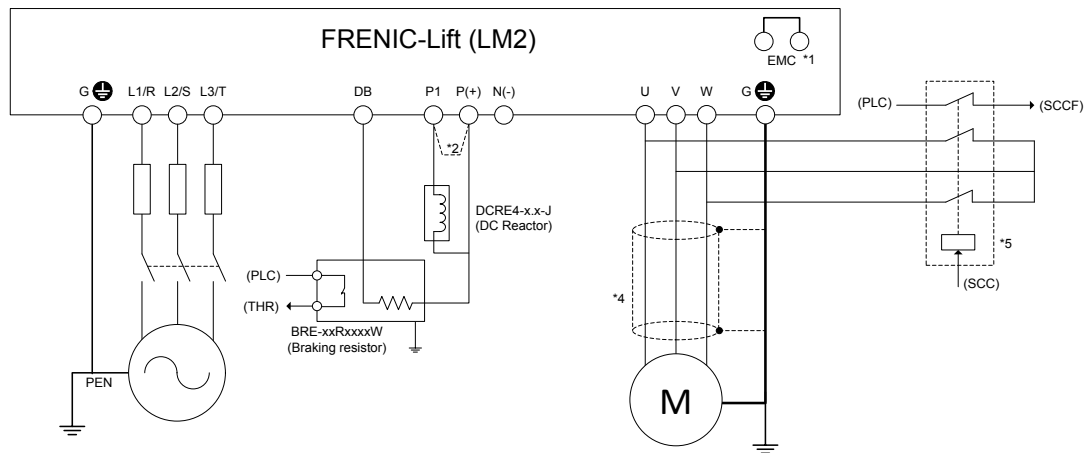 FRENIC-Lift (LM2)
EMC *1
G L1/R L2/S L3/T DB P1 P(+) N(-) U V W G
(PLC) (SCCF)
*2
DCRE4-x.x-J
(DC Reactor)
*5
(PLC)
(SCC)
(THR)
*4
BRE-xxRxxxxW
(Braking resistor)
PEN
M